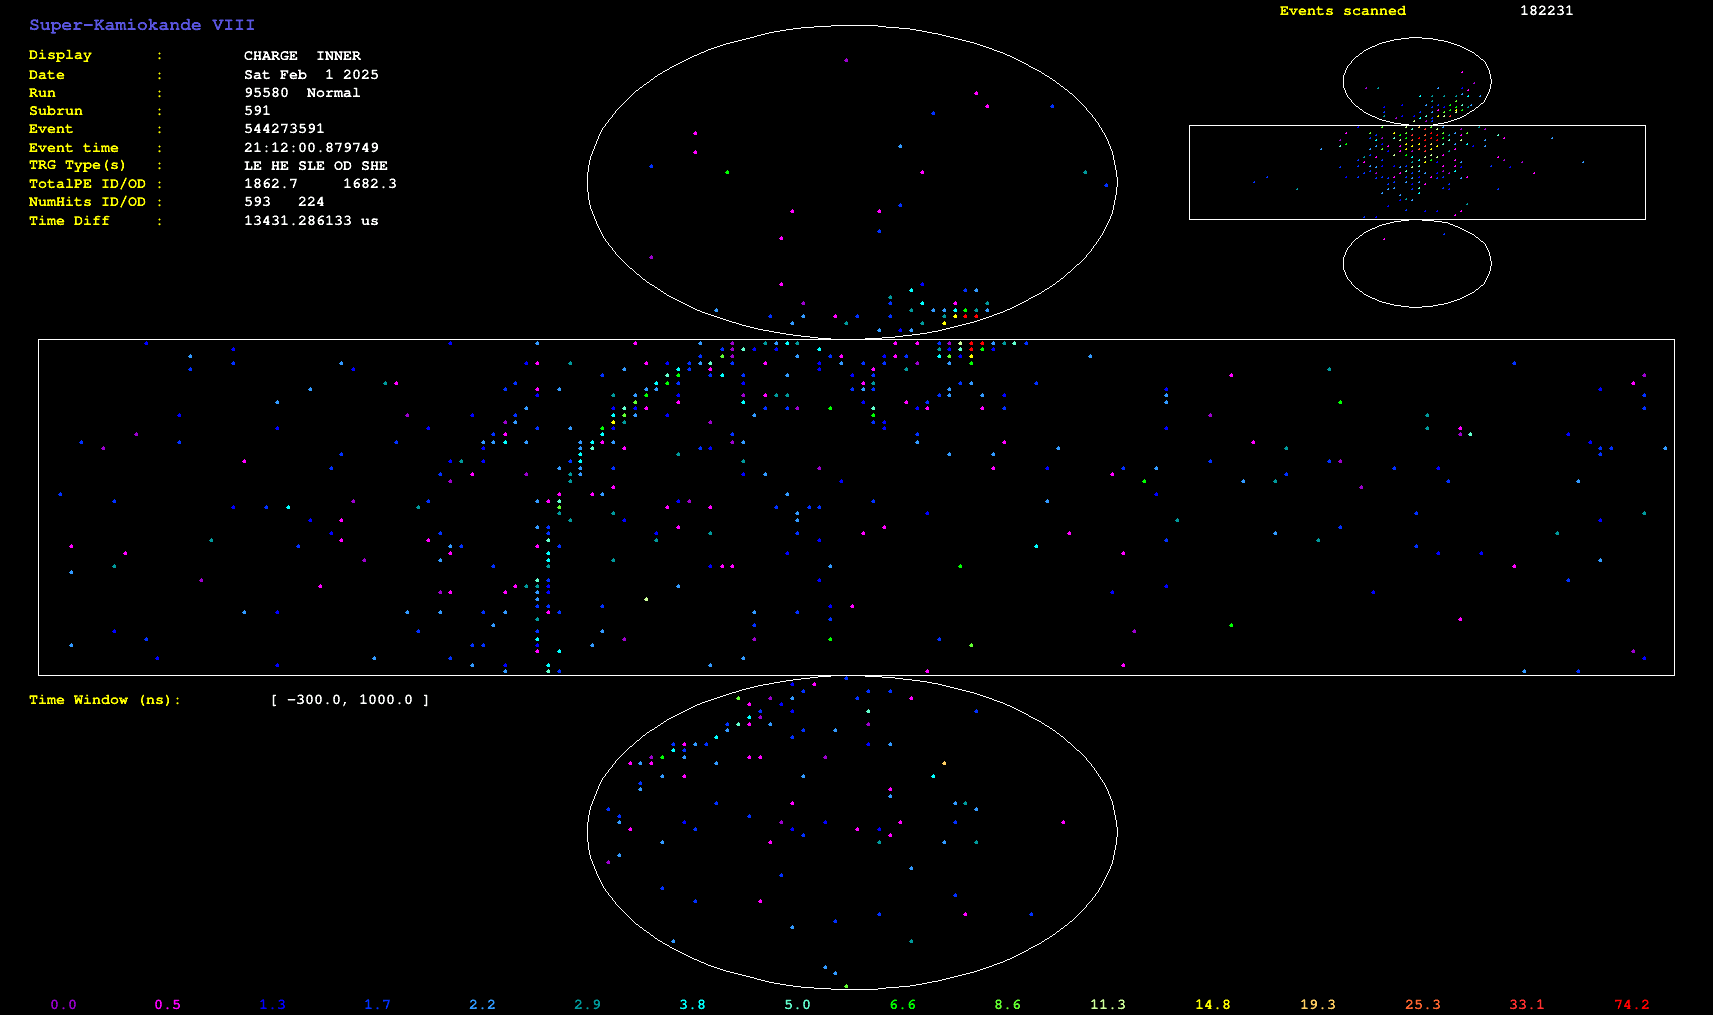 Super-Kamiokande VIII
Events scanned 182231
Display : CHARGE INNER
Date : Sat Feb 1 2025
Run : 95580 Normal
Subrun : 591
Event : 544273591
Event time : 21:12:00.879749
TRG Type(s) : LE HE SLE OD SHE
TotalPE ID/OD : 1862.7 1682.3
NumHits ID/OD : 593 224
Time Diff : 13431.286133 us
Time Window (ns): [ -300.0, 1000.0 ]
0.0 0.5 1.3 1.7 2.2 2.9 3.8 5.0 6.6 8.6 11.3 14.8 19.3 25.3 33.1 74.2